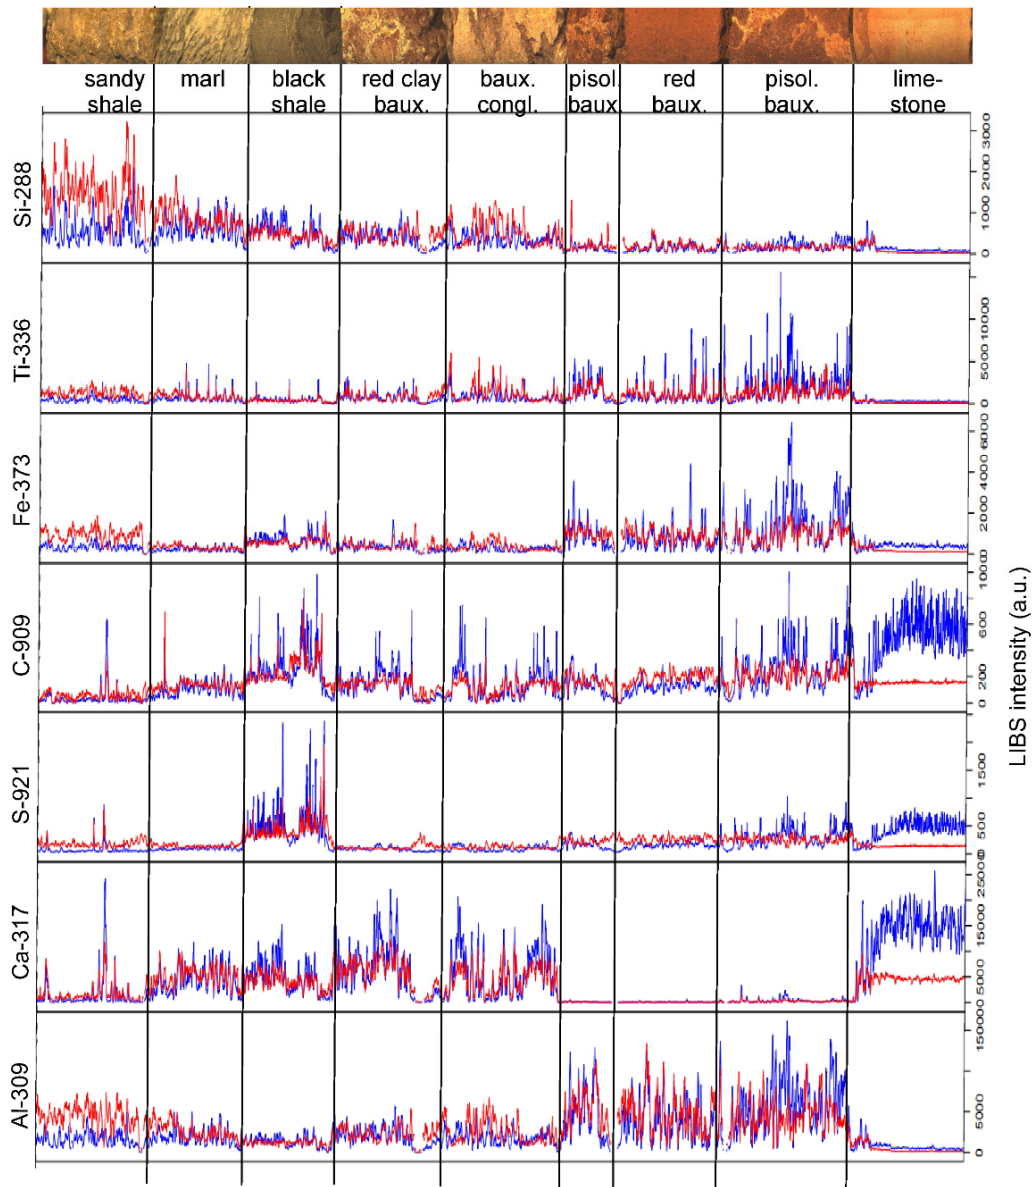 sandy shale
marl
black shale
red clay baux.
baux. congl.
pisol. baux.
red baux.
pisol. baux.
lime-stone
Si-288
0 1000 2000 3000
Ti-336
0 5000 10000
Fe-373
0 2000 4000 6000
C-909
0 200 600 1000
S-921
0 500 1500
Ca-317
0 5000 15000 25000
Al-309
0 5000 15000
LIBS intensity (a.u.)